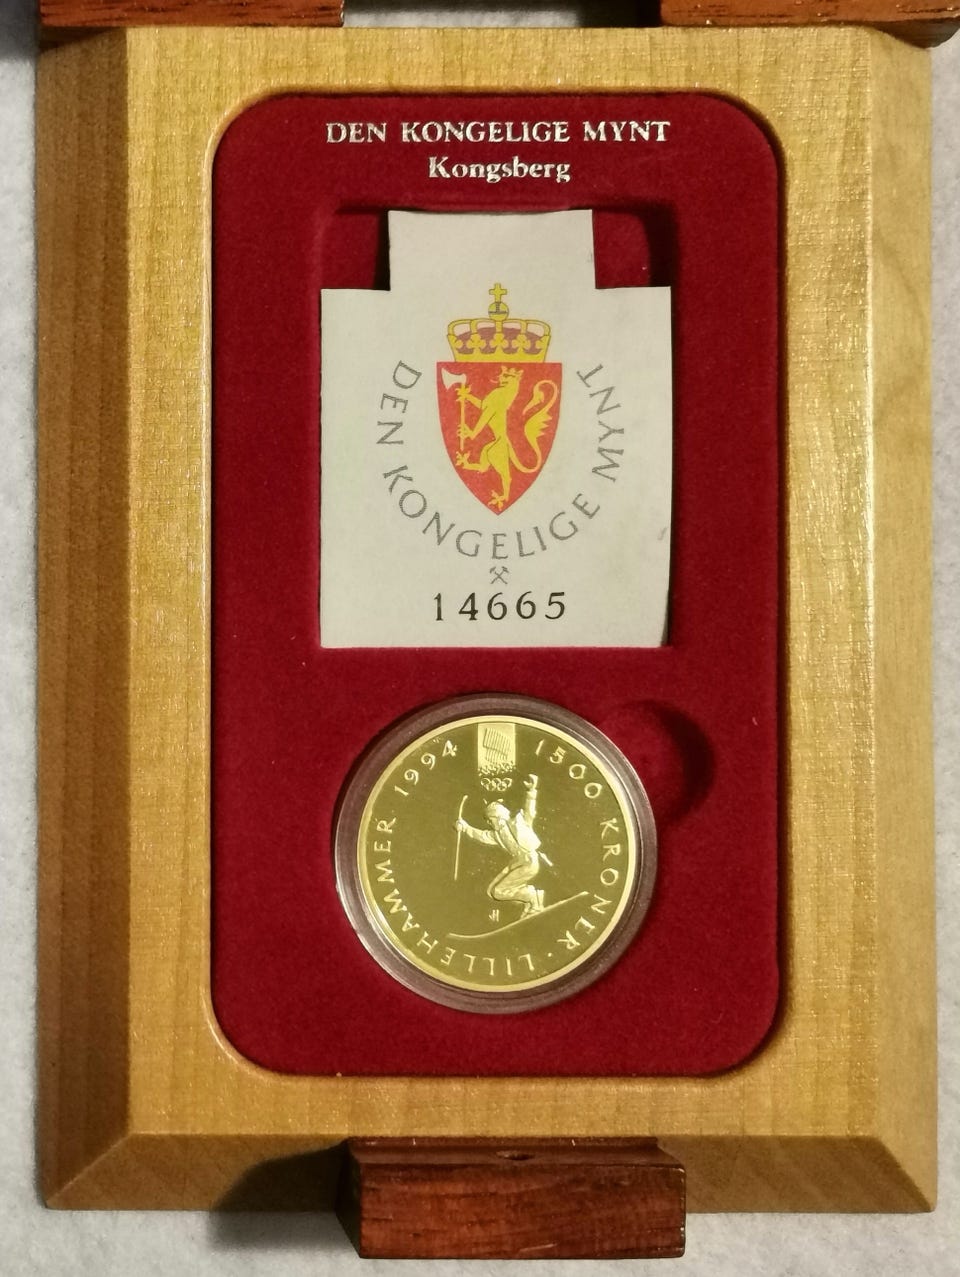 DEN KONGELIGE MYNT
Kongsberg
DEN KONGELIGE MYNT
14665
1500 KRONER · LILLEHAMMER 1994